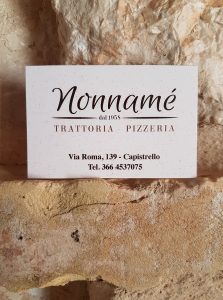 Nonnamé
dal 1958
TRATTORIA PIZZERIA
Via Roma, 139 - Capistrello
Tel. 366 4537075